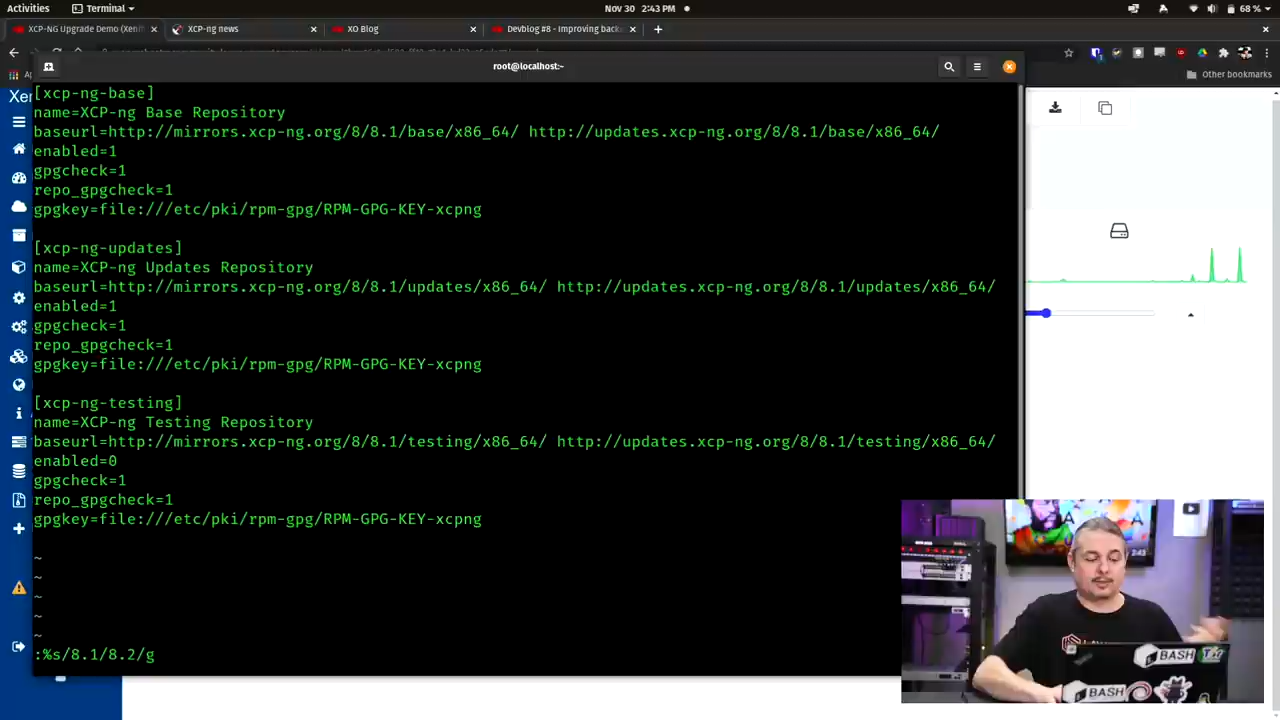 Activities
Terminal
Nov 30 2:43 PM
68 %
XCP-NG Upgrade Demo (Xen
XCP-ng news
XO Blog
Devblog #8 - Improving back
Other bookmarks
root@localhost:~
[xcp-ng-base]
name=XCP-ng Base Repository
baseurl=http://mirrors.xcp-ng.org/8/8.1/base/x86_64/ http://updates.xcp-ng.org/8/8.1/base/x86_64/
enabled=1
gpgcheck=1
repo_gpgcheck=1
gpgkey=file:///etc/pki/rpm-gpg/RPM-GPG-KEY-xcpng
[xcp-ng-updates]
name=XCP-ng Updates Repository
baseurl=http://mirrors.xcp-ng.org/8/8.1/updates/x86_64/ http://updates.xcp-ng.org/8/8.1/updates/x86_64/
enabled=1
gpgcheck=1
repo_gpgcheck=1
gpgkey=file:///etc/pki/rpm-gpg/RPM-GPG-KEY-xcpng
[xcp-ng-testing]
name=XCP-ng Testing Repository
baseurl=http://mirrors.xcp-ng.org/8/8.1/testing/x86_64/ http://updates.xcp-ng.org/8/8.1/testing/x86_64/
enabled=0
gpgcheck=1
repo_gpgcheck=1
gpgkey=file:///etc/pki/rpm-gpg/RPM-GPG-KEY-xcpng
~
~
~
~
~
:%s/8.1/8.2/g
BASH
BASH